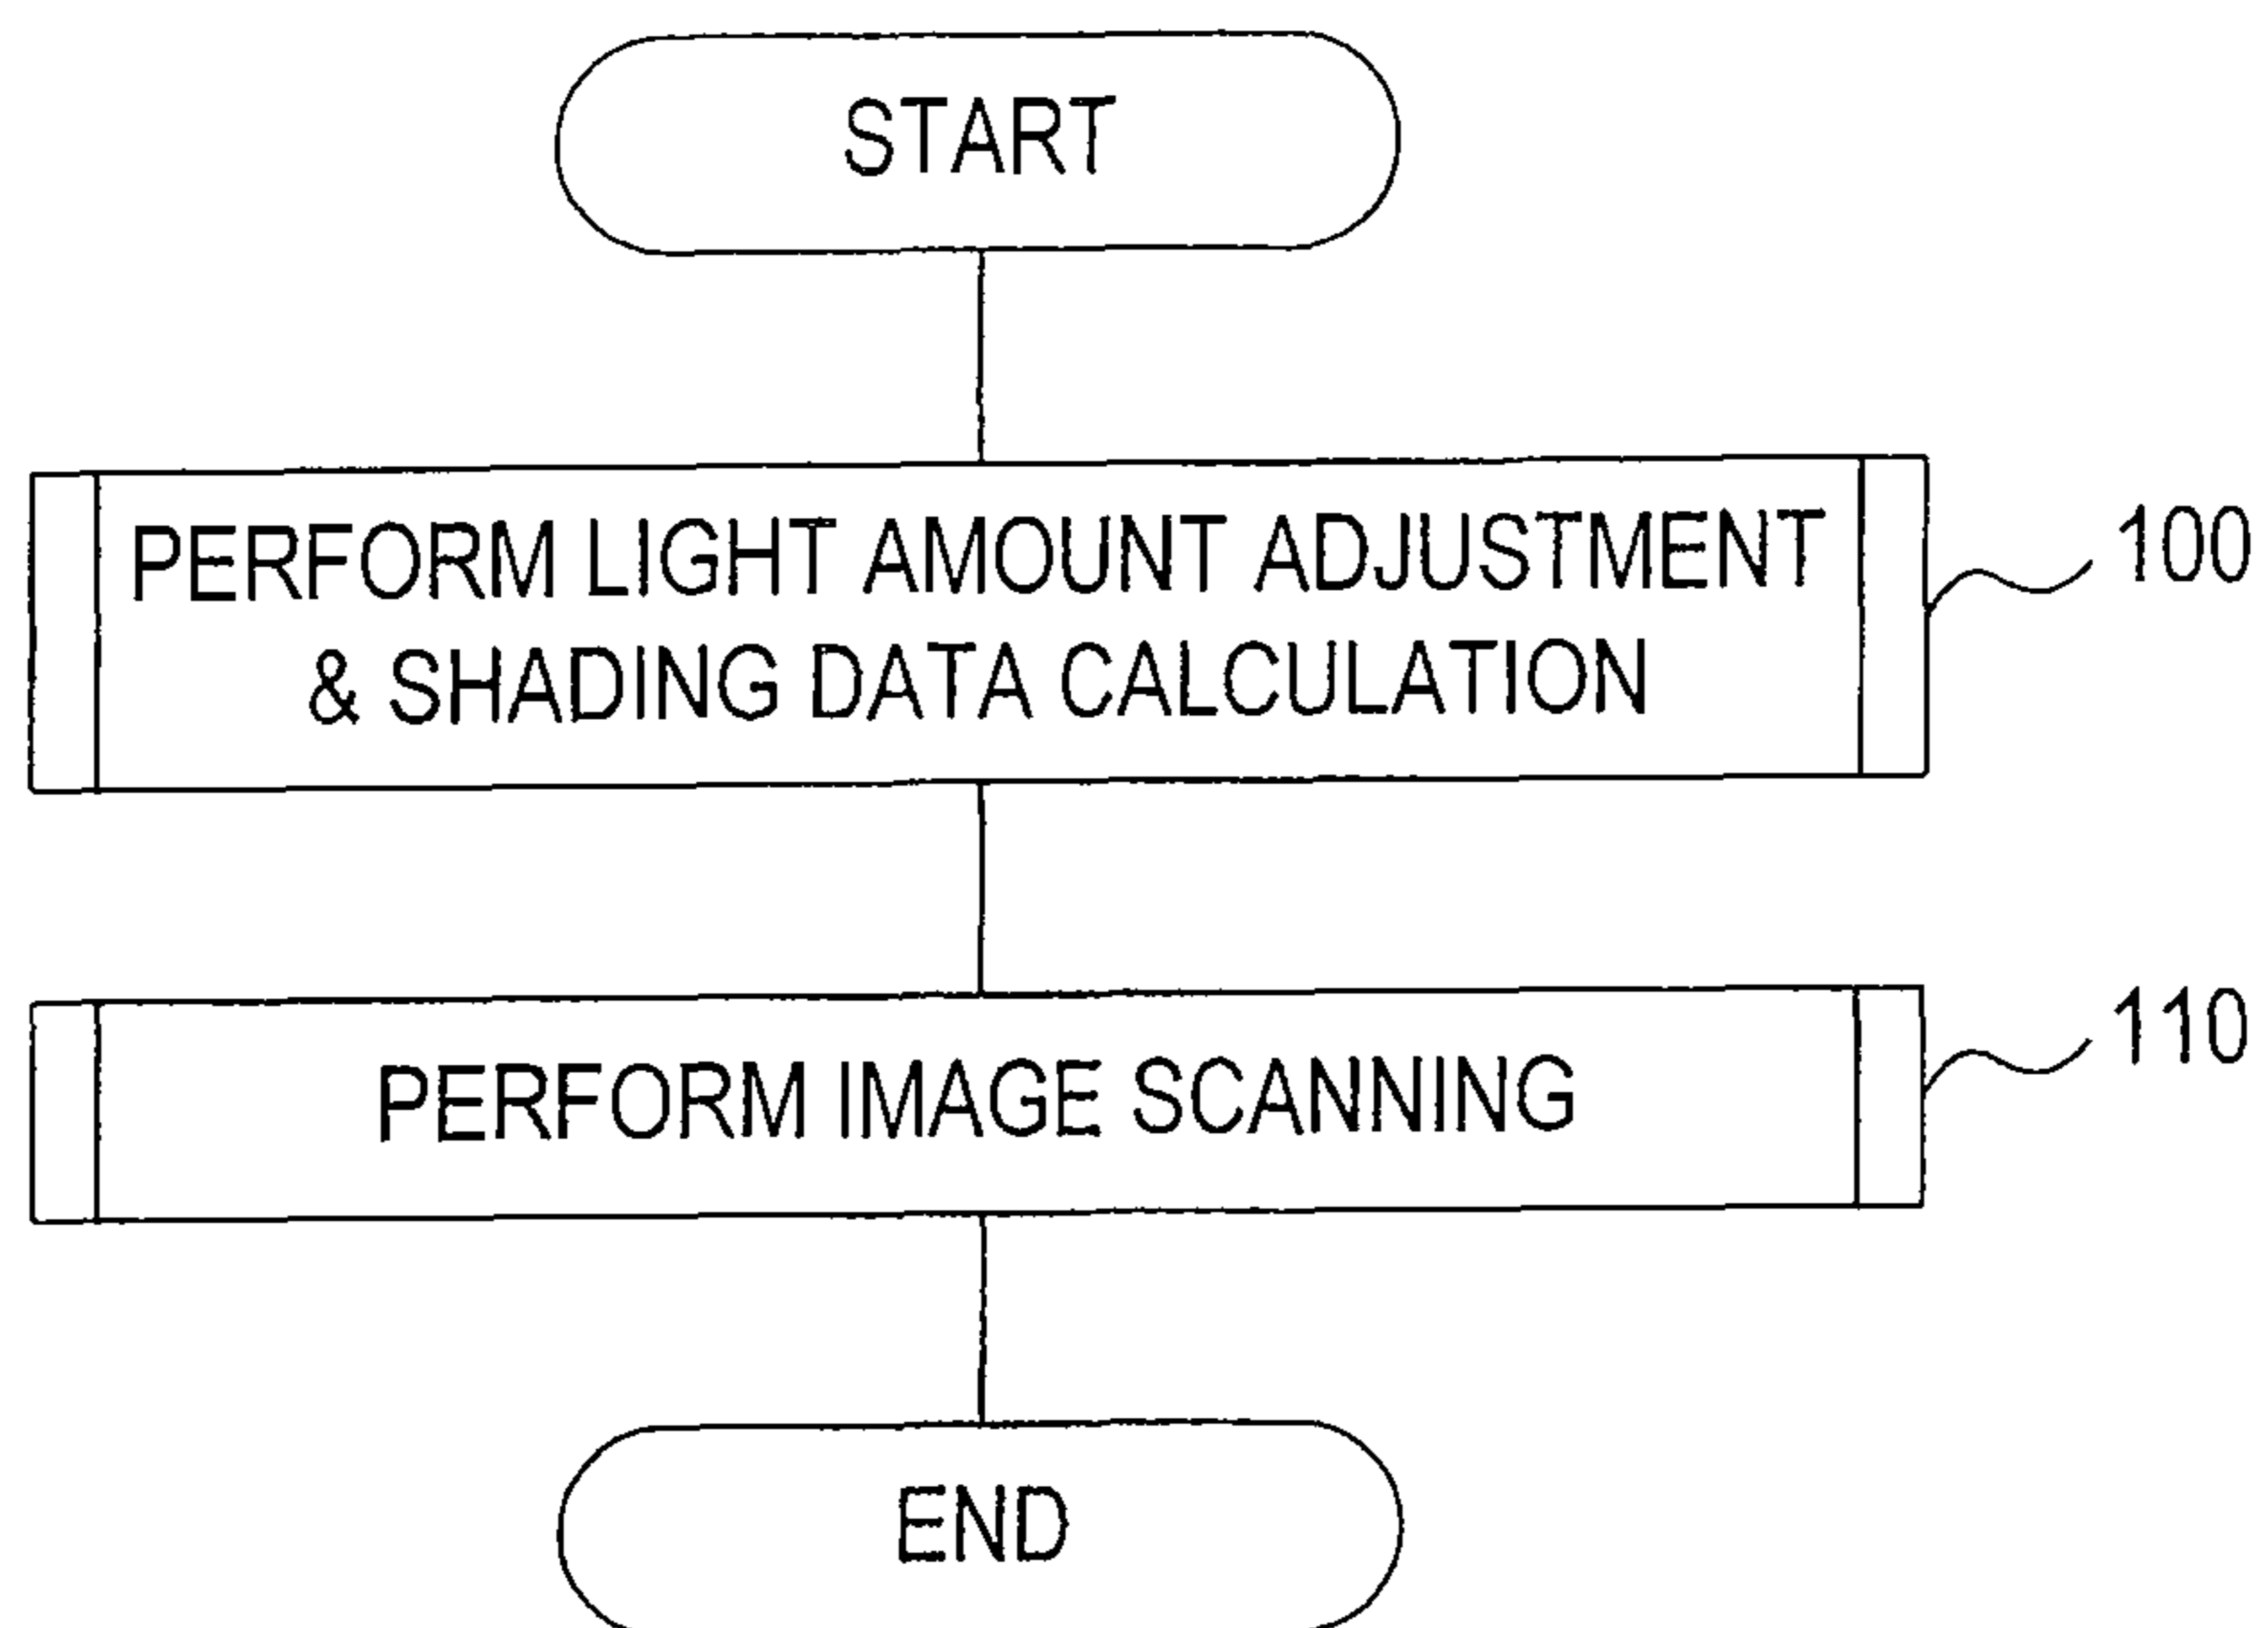 START
PERFORM LIGHT AMOUNT ADJUSTMENT
& SHADING DATA CALCULATION
100
PERFORM IMAGE SCANNING
110
END